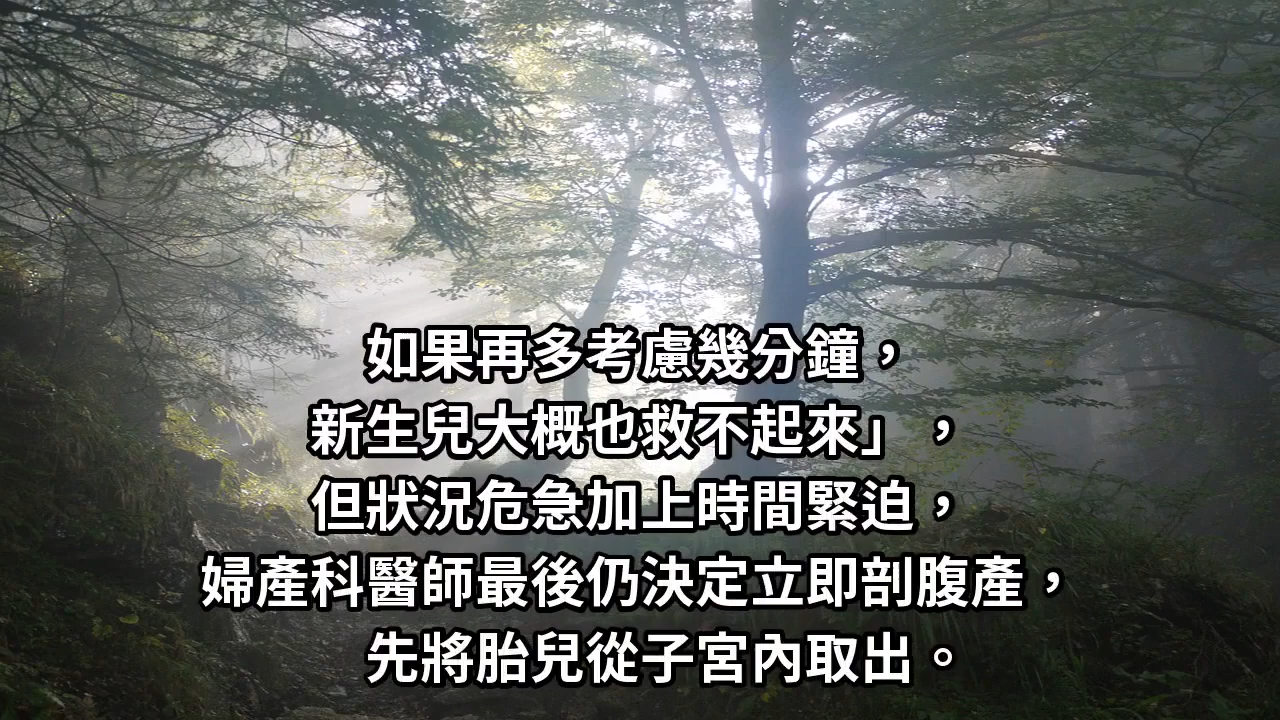 如果再多考慮幾分鐘，
新生兒大概也救不起來」，
但狀況危急加上時間緊迫，
婦產科醫師最後仍決定立即剖腹產，
先將胎兒從子宮內取出。